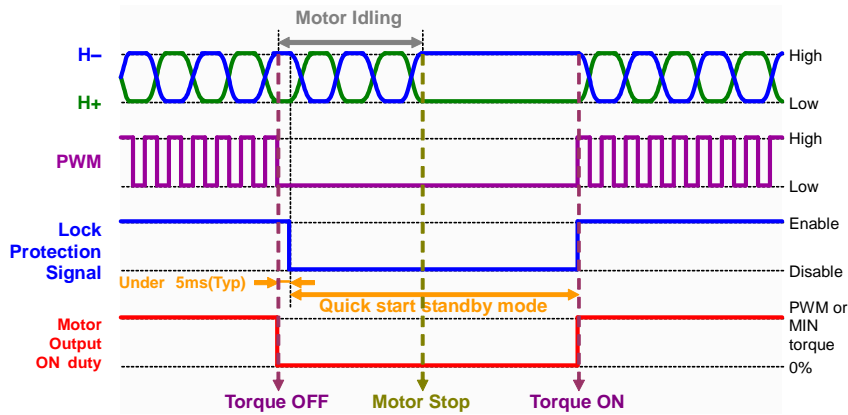 Motor Idling
H−
High
H+
Low
PWM
High
Low
Lock
Protection
Signal
Enable
Disable
Under 5ms(Typ)
Quick start standby mode
Motor
Output
ON duty
PWM or
MIN
torque
0%
Torque OFF
Motor Stop
Torque ON